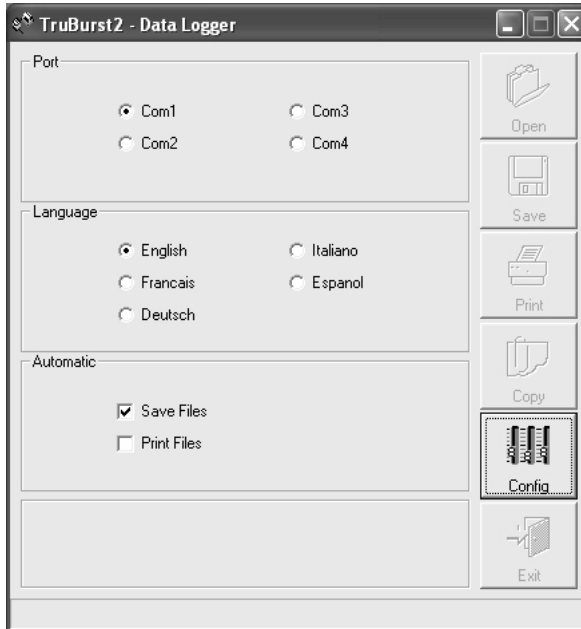 TruBurst2 - Data Logger
Port
Com1
Com3
Com2
Com4
Language
English
Italiano
Francais
Espanol
Deutsch
Automatic
Save Files
Print Files
Open
Save
Print
Copy
Config
Exit